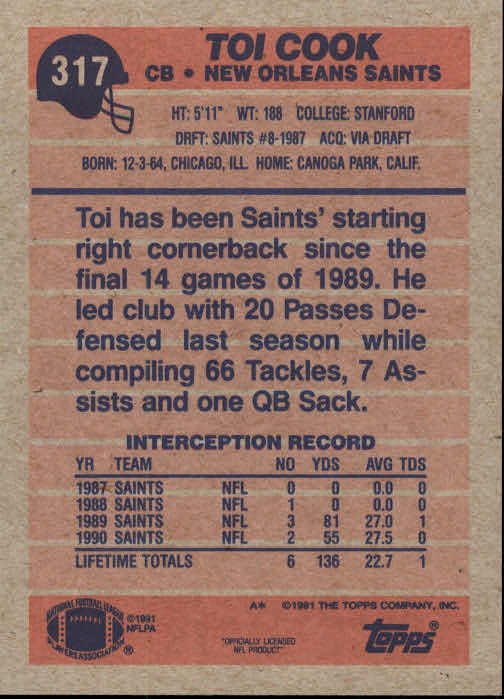 317
TOI COOK
CB • NEW ORLEANS SAINTS
HT: 5'11" WT: 188 COLLEGE: STANFORD
DRFT: SAINTS #8-1987 ACQ: VIA DRAFT
BORN: 12-3-64, CHICAGO, ILL. HOME: CANOGA PARK, CALIF.
Toi has been Saints' starting
right cornerback since the
final 14 games of 1989. He
led club with 20 Passes De-
fensed last season while
compiling 66 Tackles, 7 As-
sists and one QB Sack.
INTERCEPTION RECORD
YR TEAM NO YDS AVG TDS
1987 SAINTS NFL 0 0 0.0 0
1988 SAINTS NFL 1 0 0.0 0
1989 SAINTS NFL 3 81 27.0 1
1990 SAINTS NFL 2 55 27.5 0
LIFETIME TOTALS 6 136 22.7 1
A* ©1991 THE TOPPS COMPANY, INC.
NATIONAL FOOTBALL LEAGUE
PLAYERS ASSOCIATION ®
©1991
NFLPA
"OFFICIALLY LICENSED
NFL PRODUCT"
topps®